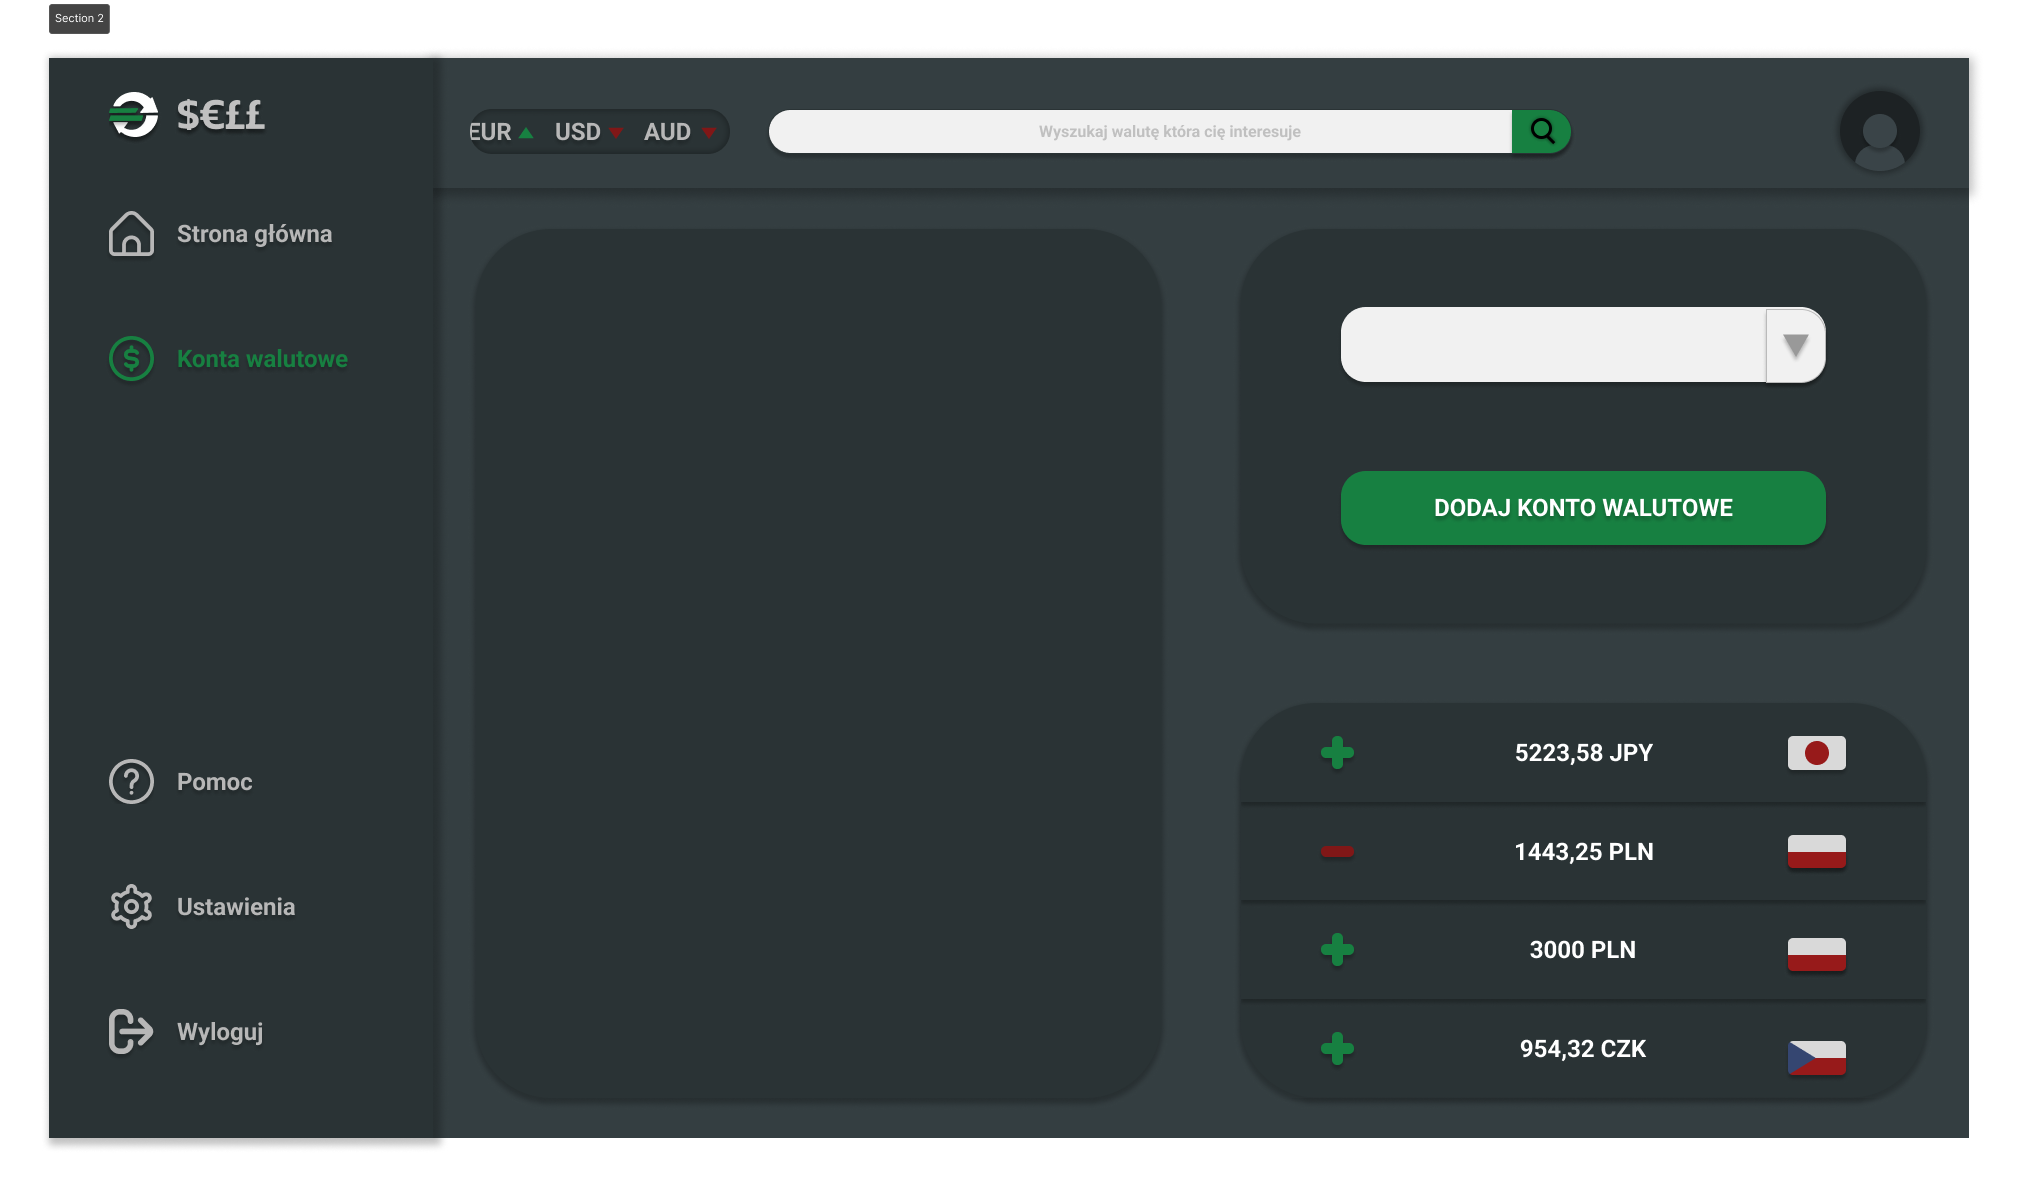 Section 2
$€££
EUR USD AUD
Wyszukaj walutę która cię interesuje
Strona główna
Konta walutowe
Pomoc
Ustawienia
Wyloguj
DODAJ KONTO WALUTOWE
5223,58 JPY
1443,25 PLN
3000 PLN
954,32 CZK